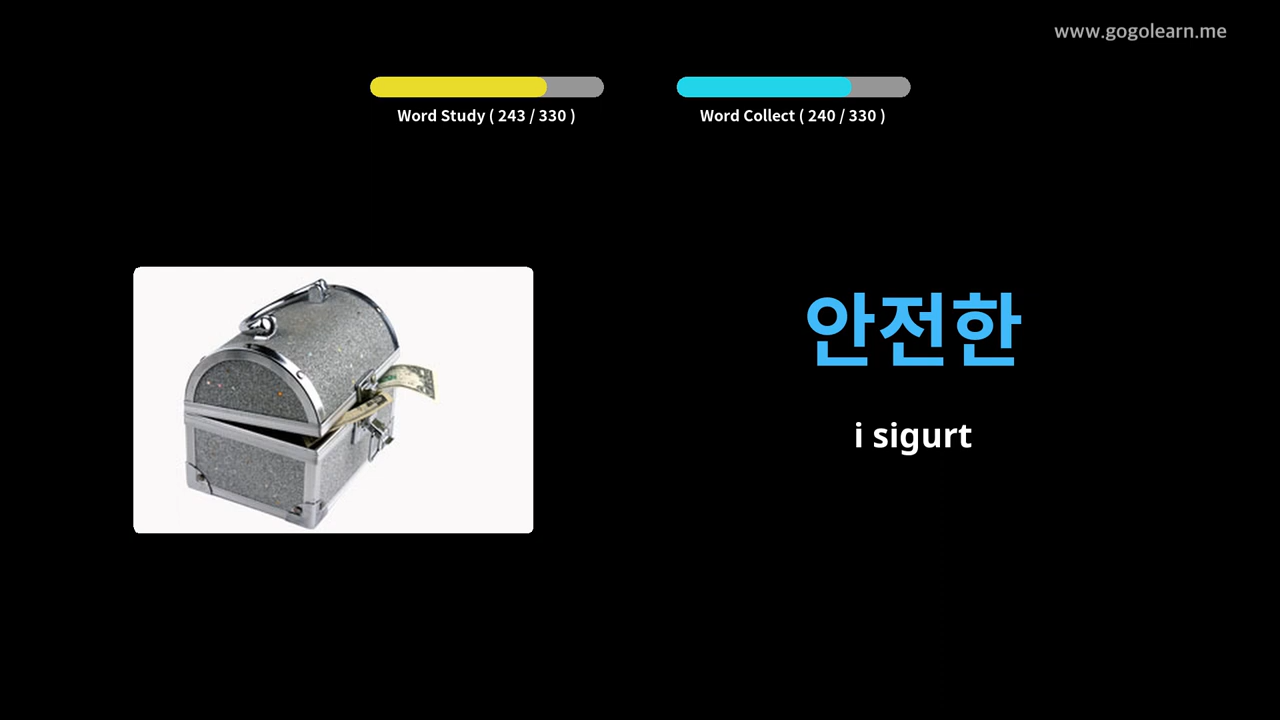 www.gogolearn.me
Word Study ( 243 / 330 )
Word Collect ( 240 / 330 )
안전한
i sigurt